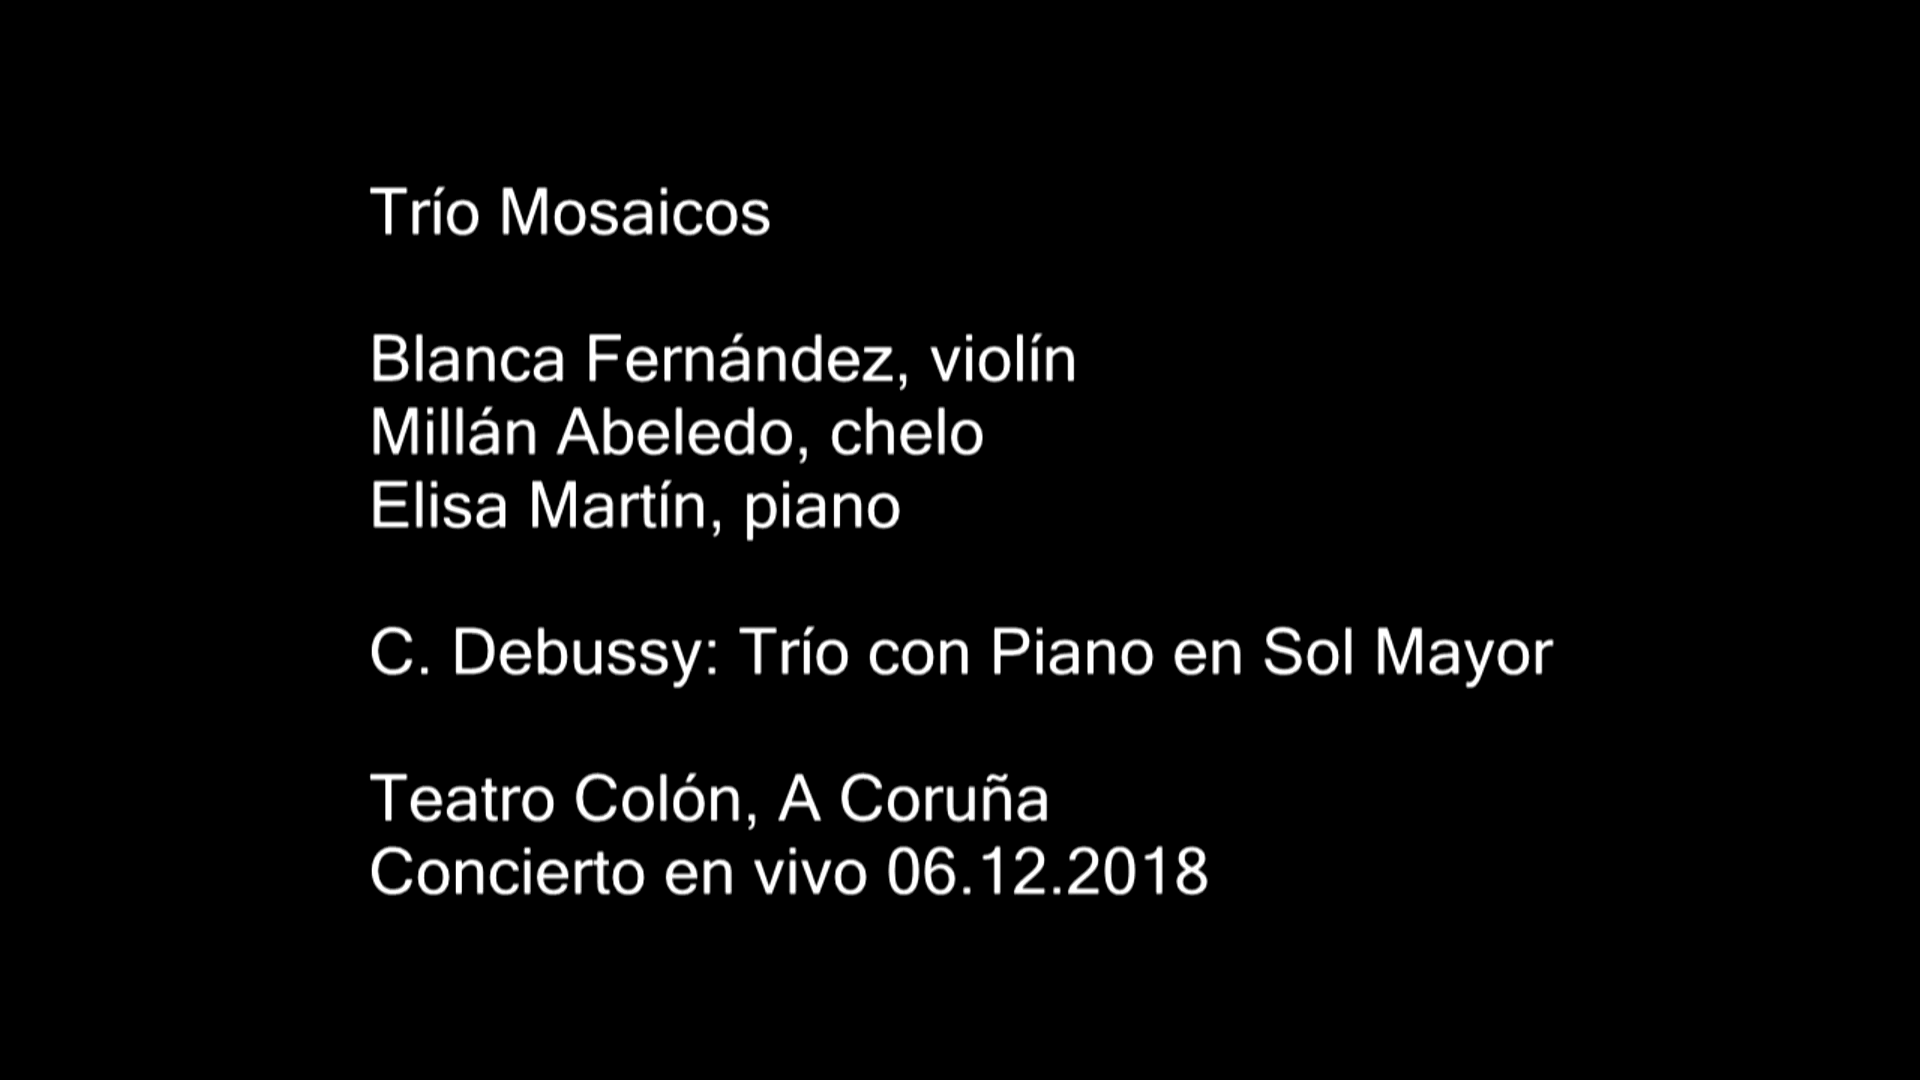 Trío Mosaicos
Blanca Fernández, violín
Millán Abeledo, chelo
Elisa Martín, piano
C. Debussy: Trío con Piano en Sol Mayor
Teatro Colón, A Coruña
Concierto en vivo 06.12.2018